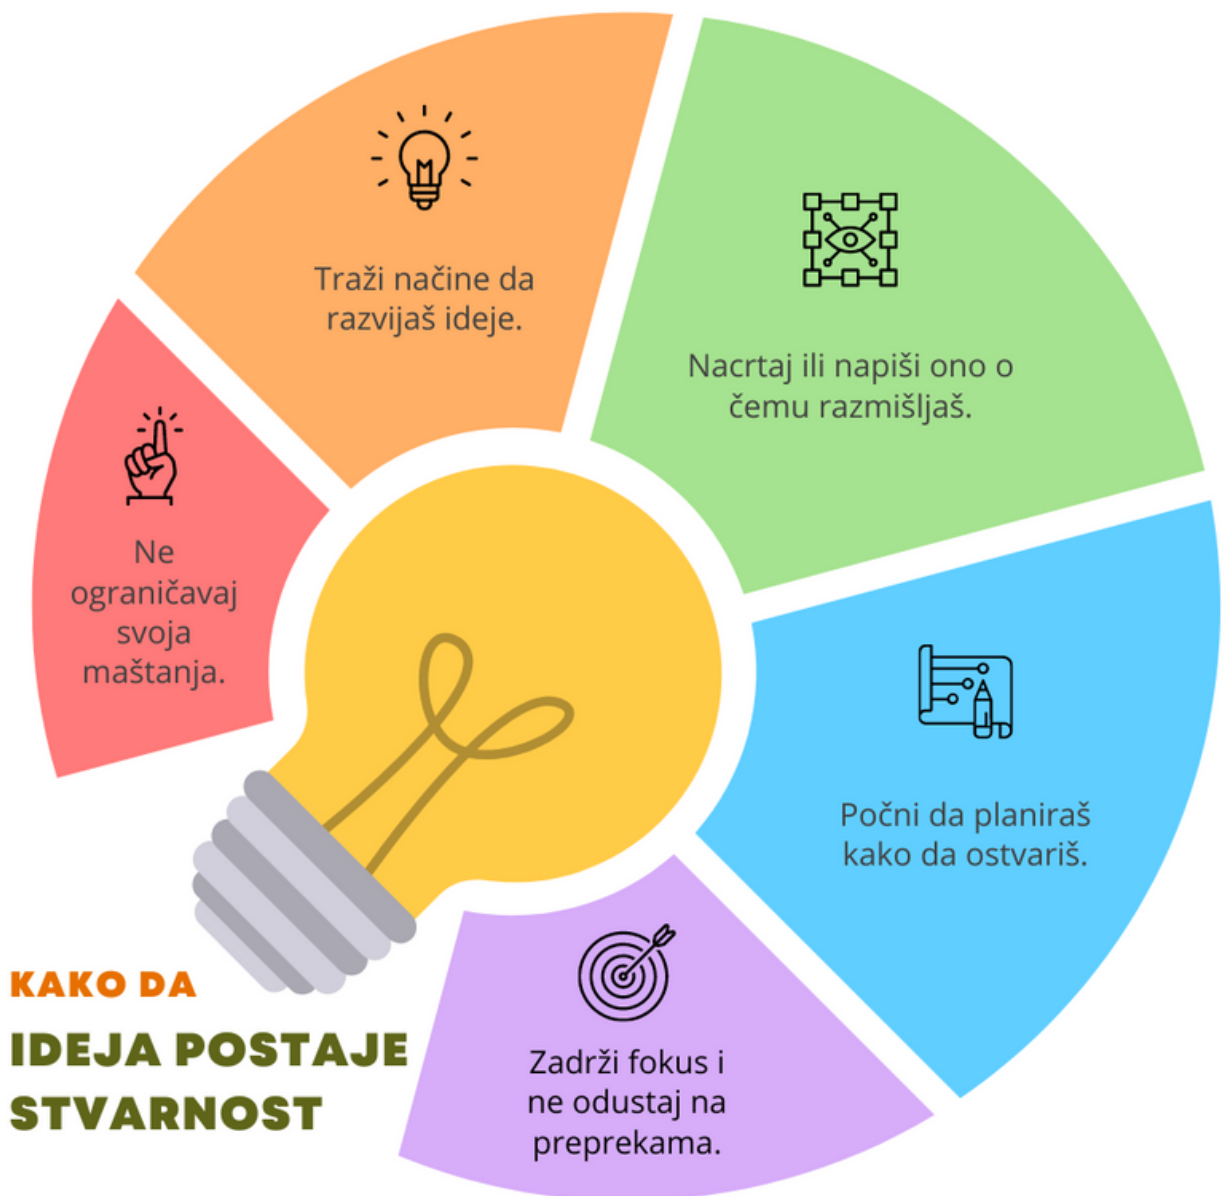 KAKO DA
IDEJA POSTAJE
STVARNOST
Ne
ograničavaj
svoja
maštanja.
Traži načine da
razvijaš ideje.
Nacrtaj ili napiši ono o
čemu razmišljaš.
Počni da planiraš
kako da ostvariš.
Zadrži fokus i
ne odustaj na
preprekama.